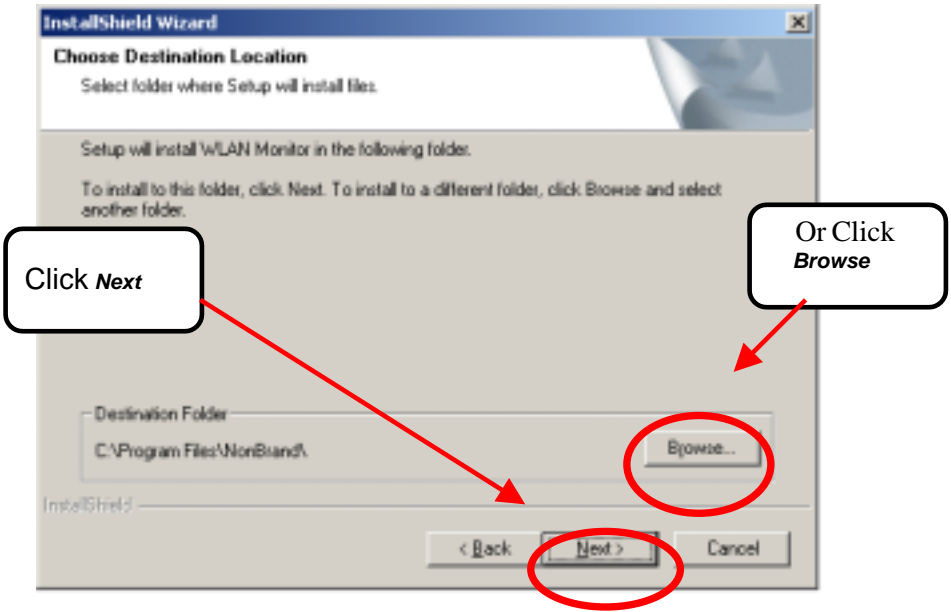 InstallShield Wizard
Choose Destination Location
Select folder where Setup will install files.
Setup will install WLAN Monitor in the following folder.
To install to this folder, click Next. To install to a different folder, click Browse and select
another folder.
Or Click
Browse
Click Next
Destination Folder
C:\Program Files\NonBrand\
Browse...
InstallShield
< Back
Next >
Cancel